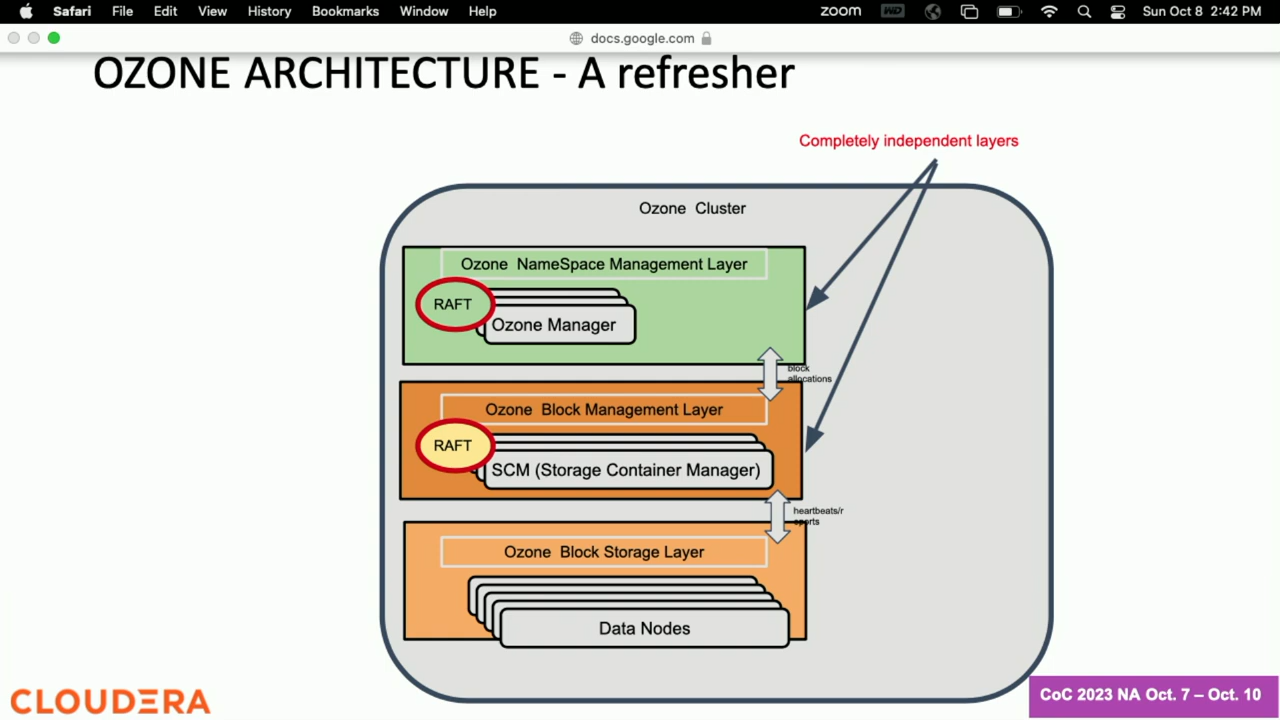 Safari File Edit View History Bookmarks Window Help zoom WD Sun Oct 8 2:42 PM
docs.google.com
OZONE ARCHITECTURE - A refresher
Completely independent layers
Ozone Cluster
Ozone NameSpace Management Layer
RAFT
Ozone Manager
block
allocations
Ozone Block Management Layer
RAFT
SCM (Storage Container Manager)
heartbeats/r
eports
Ozone Block Storage Layer
Data Nodes
CLOUDERA
CoC 2023 NA Oct. 7 – Oct. 10